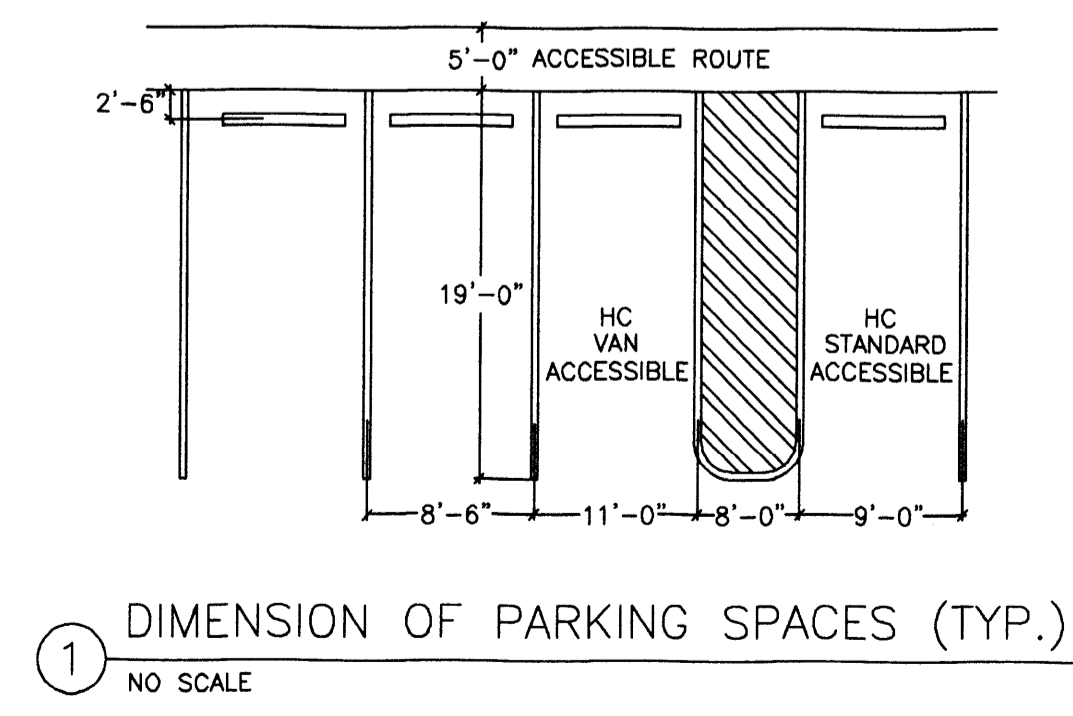 5'-0" ACCESSIBLE ROUTE
2'-6"
19'-0"
HC
VAN
ACCESSIBLE
HC
STANDARD
ACCESSIBLE
8'-6"
11'-0"
8'-0"
9'-0"
1
DIMENSION OF PARKING SPACES (TYP.)
NO SCALE